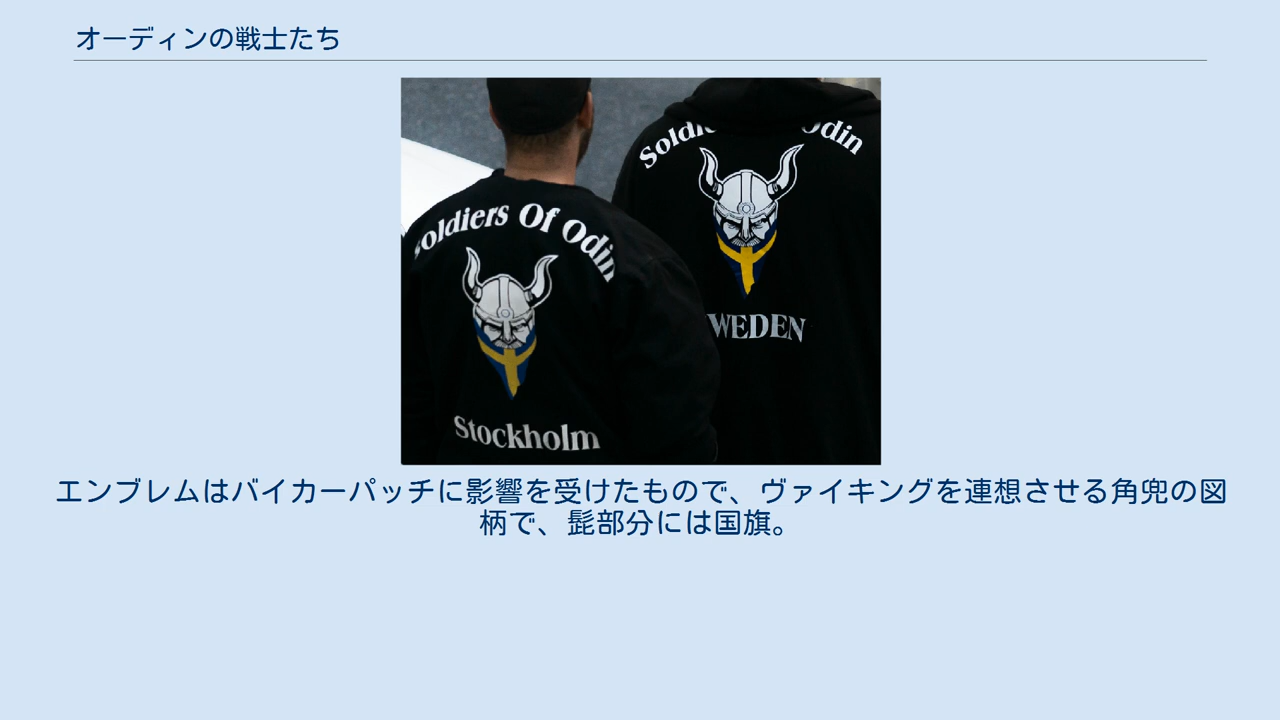 オーディンの戦士たち
Soldiers Of Odin
Odin
Stockholm
エンブレムはバイカーパッチに影響を受けたもので、ヴァイキングを連想させる角兜の図
柄で、髭部分には国旗。